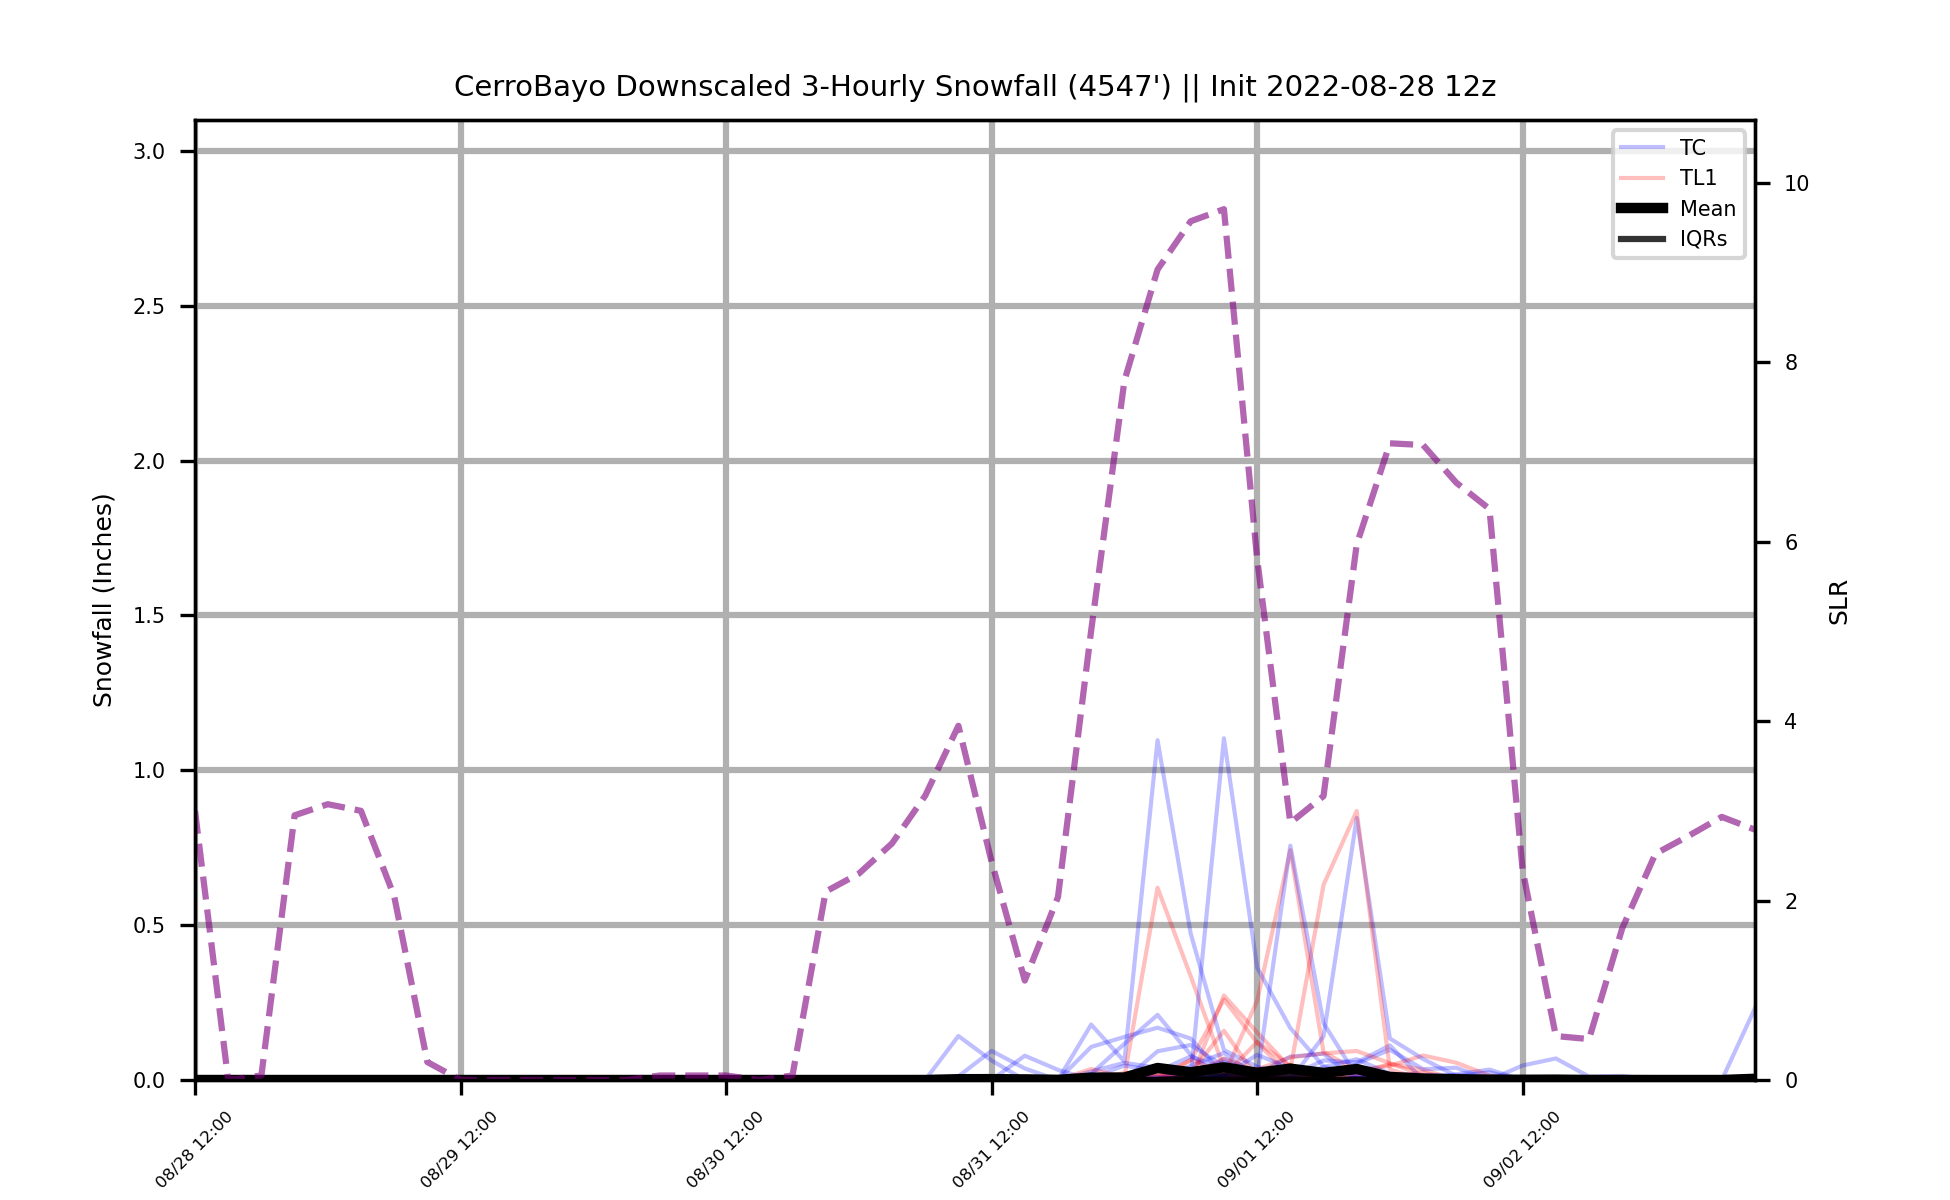 CerroBayo Downscaled 3-Hourly Snowfall (4547') || Init 2022-08-28 12z
TC
TL1
Mean
IQRs
3.0
2.5
2.0
1.5
1.0
0.5
0.0
Snowfall (Inches)
10
8
6
4
2
0
SLR
08/28 12:00
08/29 12:00
08/30 12:00
08/31 12:00
09/01 12:00
09/02 12:00